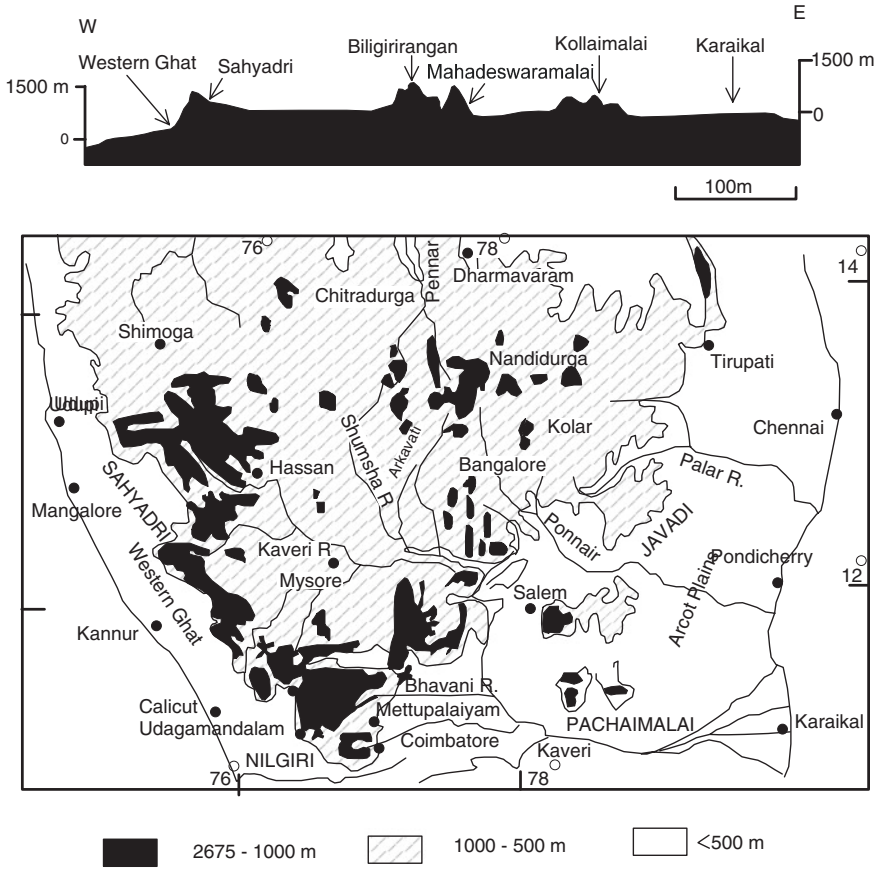 W
E
Western Ghat
Sahyadri
Biligirirangan
Mahadeswaramalai
Kollaimalai
Karaikal
1500 m
0
1500 m
0
100m
76
78
14
Pennar
Dharmavaram
Chitradurga
Shimoga
Nandidurga
Tirupati
Udupi
Chennai
Kolar
Shumsha R
Arkavati
Bangalore
Hassan
Palar R.
SAHYADRI
Mangalore
JAVADI
Ponnair
Kaveri R
Pondicherry
12
Mysore
Western Ghat
Salem
Arcot Plains
Kannur
Bhavani R.
Calicut
Mettupalaiyam
Udagamandalam
PACHAIMALAI
Karaikal
Coimbatore
Kaveri
NILGIRI
76
78
2675 - 1000 m
1000 - 500 m
<500 m